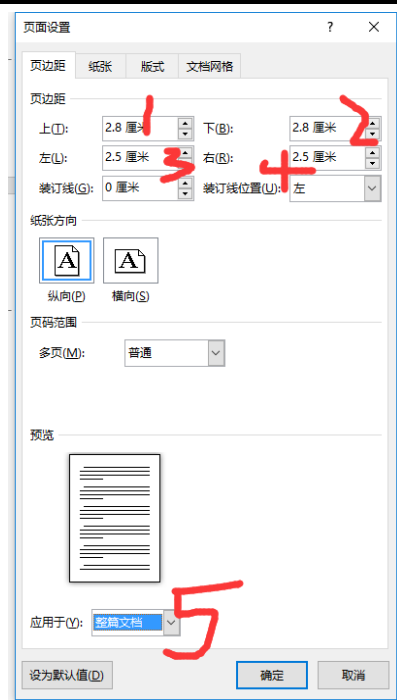 页面设置 ? ×
页边距 纸张 版式 文档网格
页边距
上(T): 2.8 厘米 1 下(B): 2.8 厘米 2
左(L): 2.5 厘米 3 右(R): 4 2.5 厘米
装订线(G): 0 厘米 装订线位置(U): 左
纸张方向
A A
纵向(P) 横向(S)
页码范围
多页(M): 普通
预览
应用于(Y): 整篇文档 5
设为默认值(D) 确定 取消